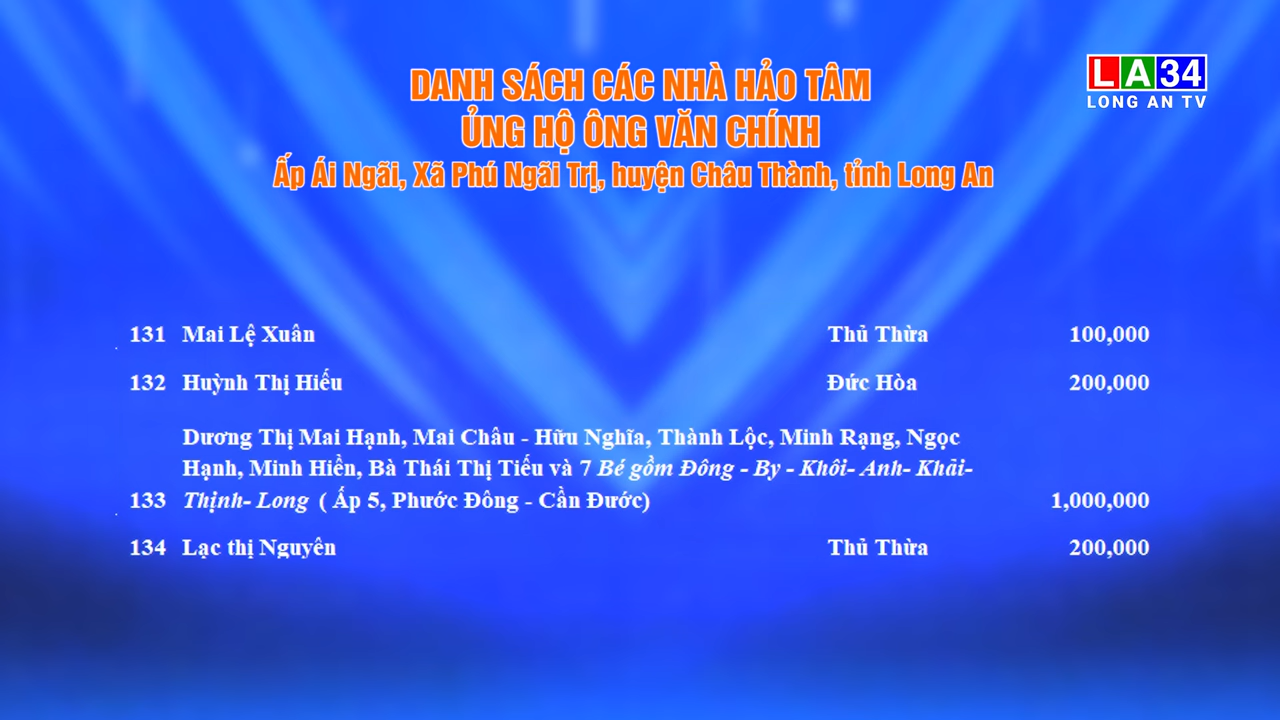 DANH SÁCH CÁC NHÀ HẢO TÂM
ỦNG HỘ ÔNG VĂN CHÍNH
Ấp Ái Ngãi, Xã Phú Ngãi Trị, huyện Châu Thành, tỉnh Long An
LA34
LONG AN TV
131 Mai Lệ Xuân Thủ Thừa 100,000
132 Huỳnh Thị Hiếu Đức Hòa 200,000
Dương Thị Mai Hạnh, Mai Châu - Hữu Nghĩa, Thành Lộc, Minh Rạng, Ngọc
Hạnh, Minh Hiền, Bà Thái Thị Tiếu và 7 Bé gồm Đông - By - Khôi- Anh- Khãi-
133 Thịnh- Long ( Ấp 5, Phước Đông - Cần Đước) 1,000,000
134 Lạc thị Nguyên Thủ Thừa 200,000